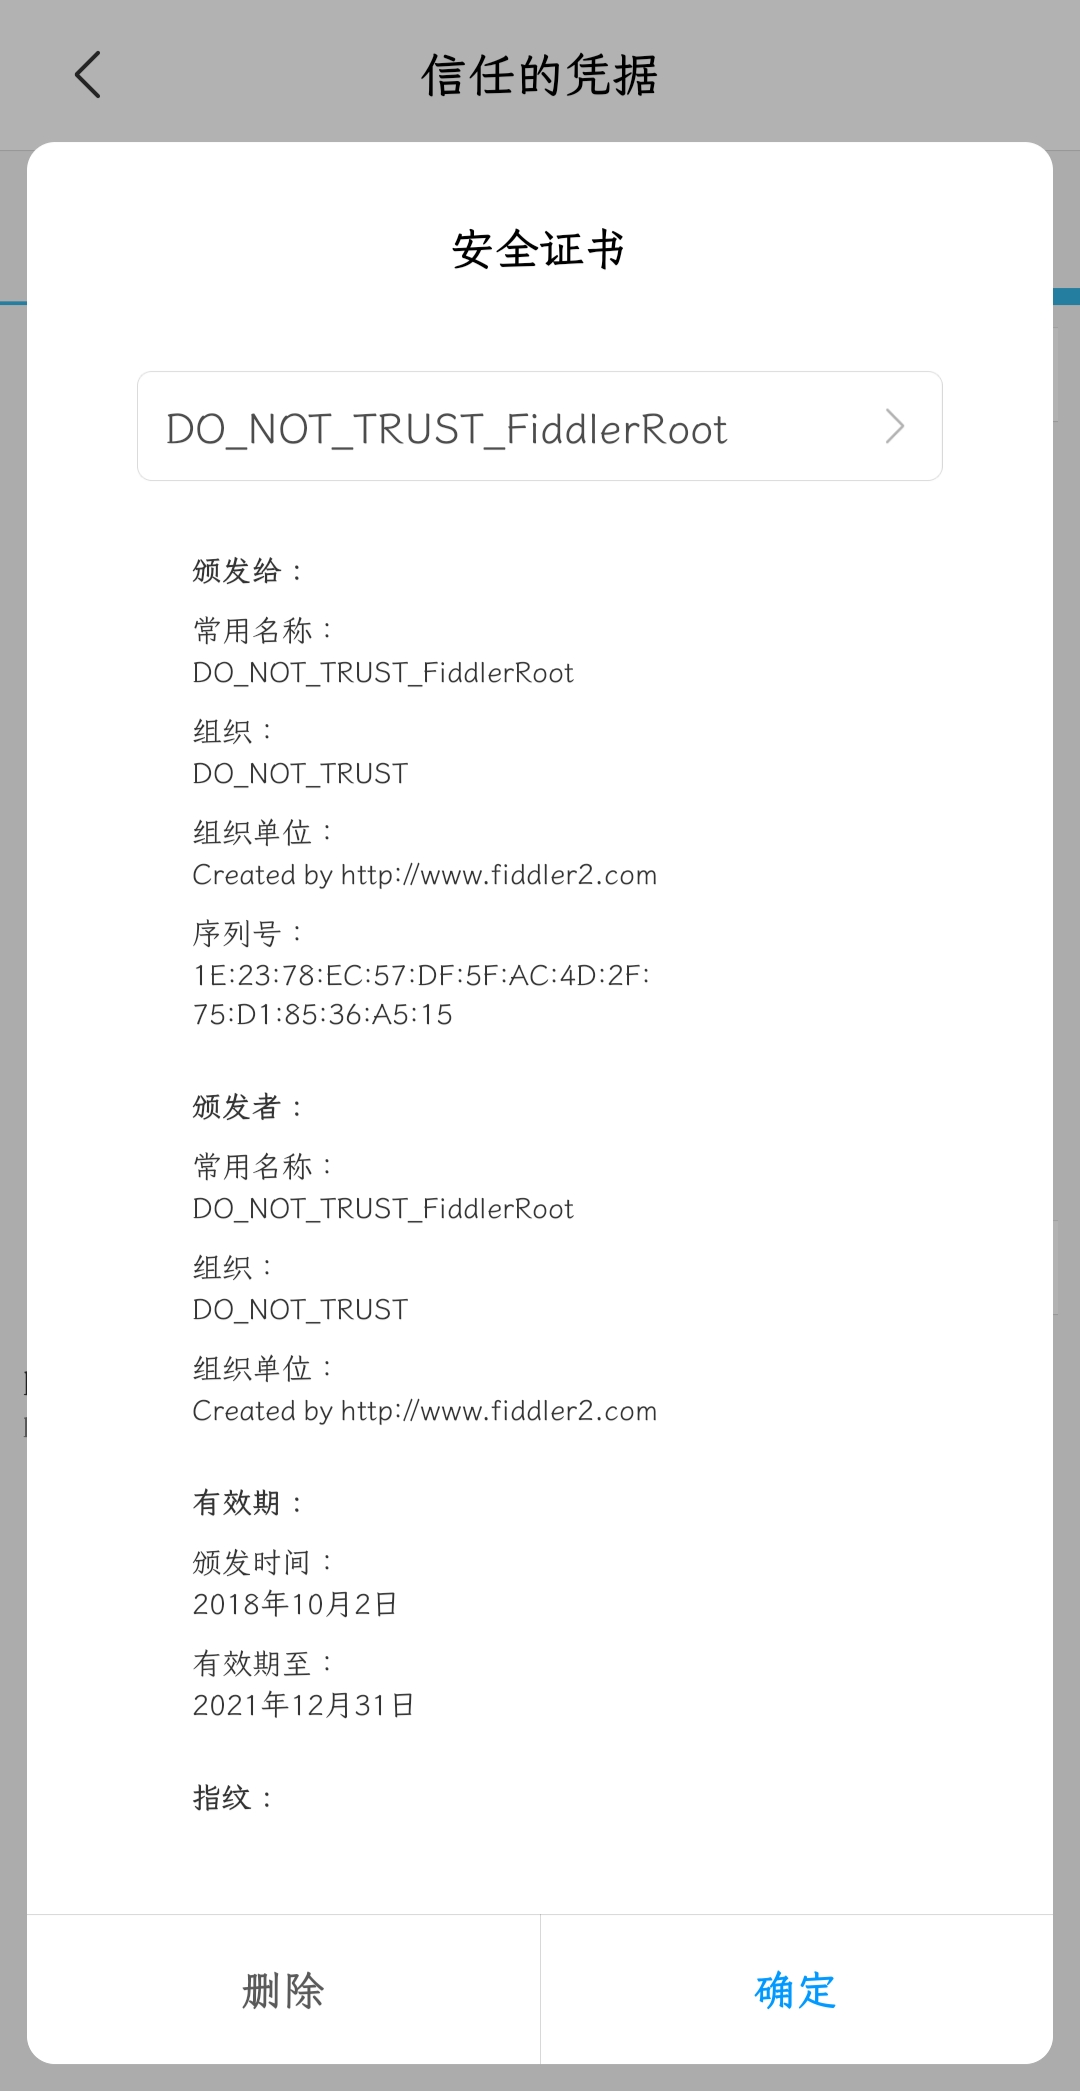 信任的凭据
安全证书
DO_NOT_TRUST_FiddlerRoot
颁发给：
常用名称：
DO_NOT_TRUST_FiddlerRoot
组织：
DO_NOT_TRUST
组织单位：
Created by http://www.fiddler2.com
序列号：
1E:23:78:EC:57:DF:5F:AC:4D:2F:
75:D1:85:36:A5:15
颁发者：
常用名称：
DO_NOT_TRUST_FiddlerRoot
组织：
DO_NOT_TRUST
组织单位：
Created by http://www.fiddler2.com
有效期：
颁发时间：
2018年10月2日
有效期至：
2021年12月31日
指纹：
删除
确定